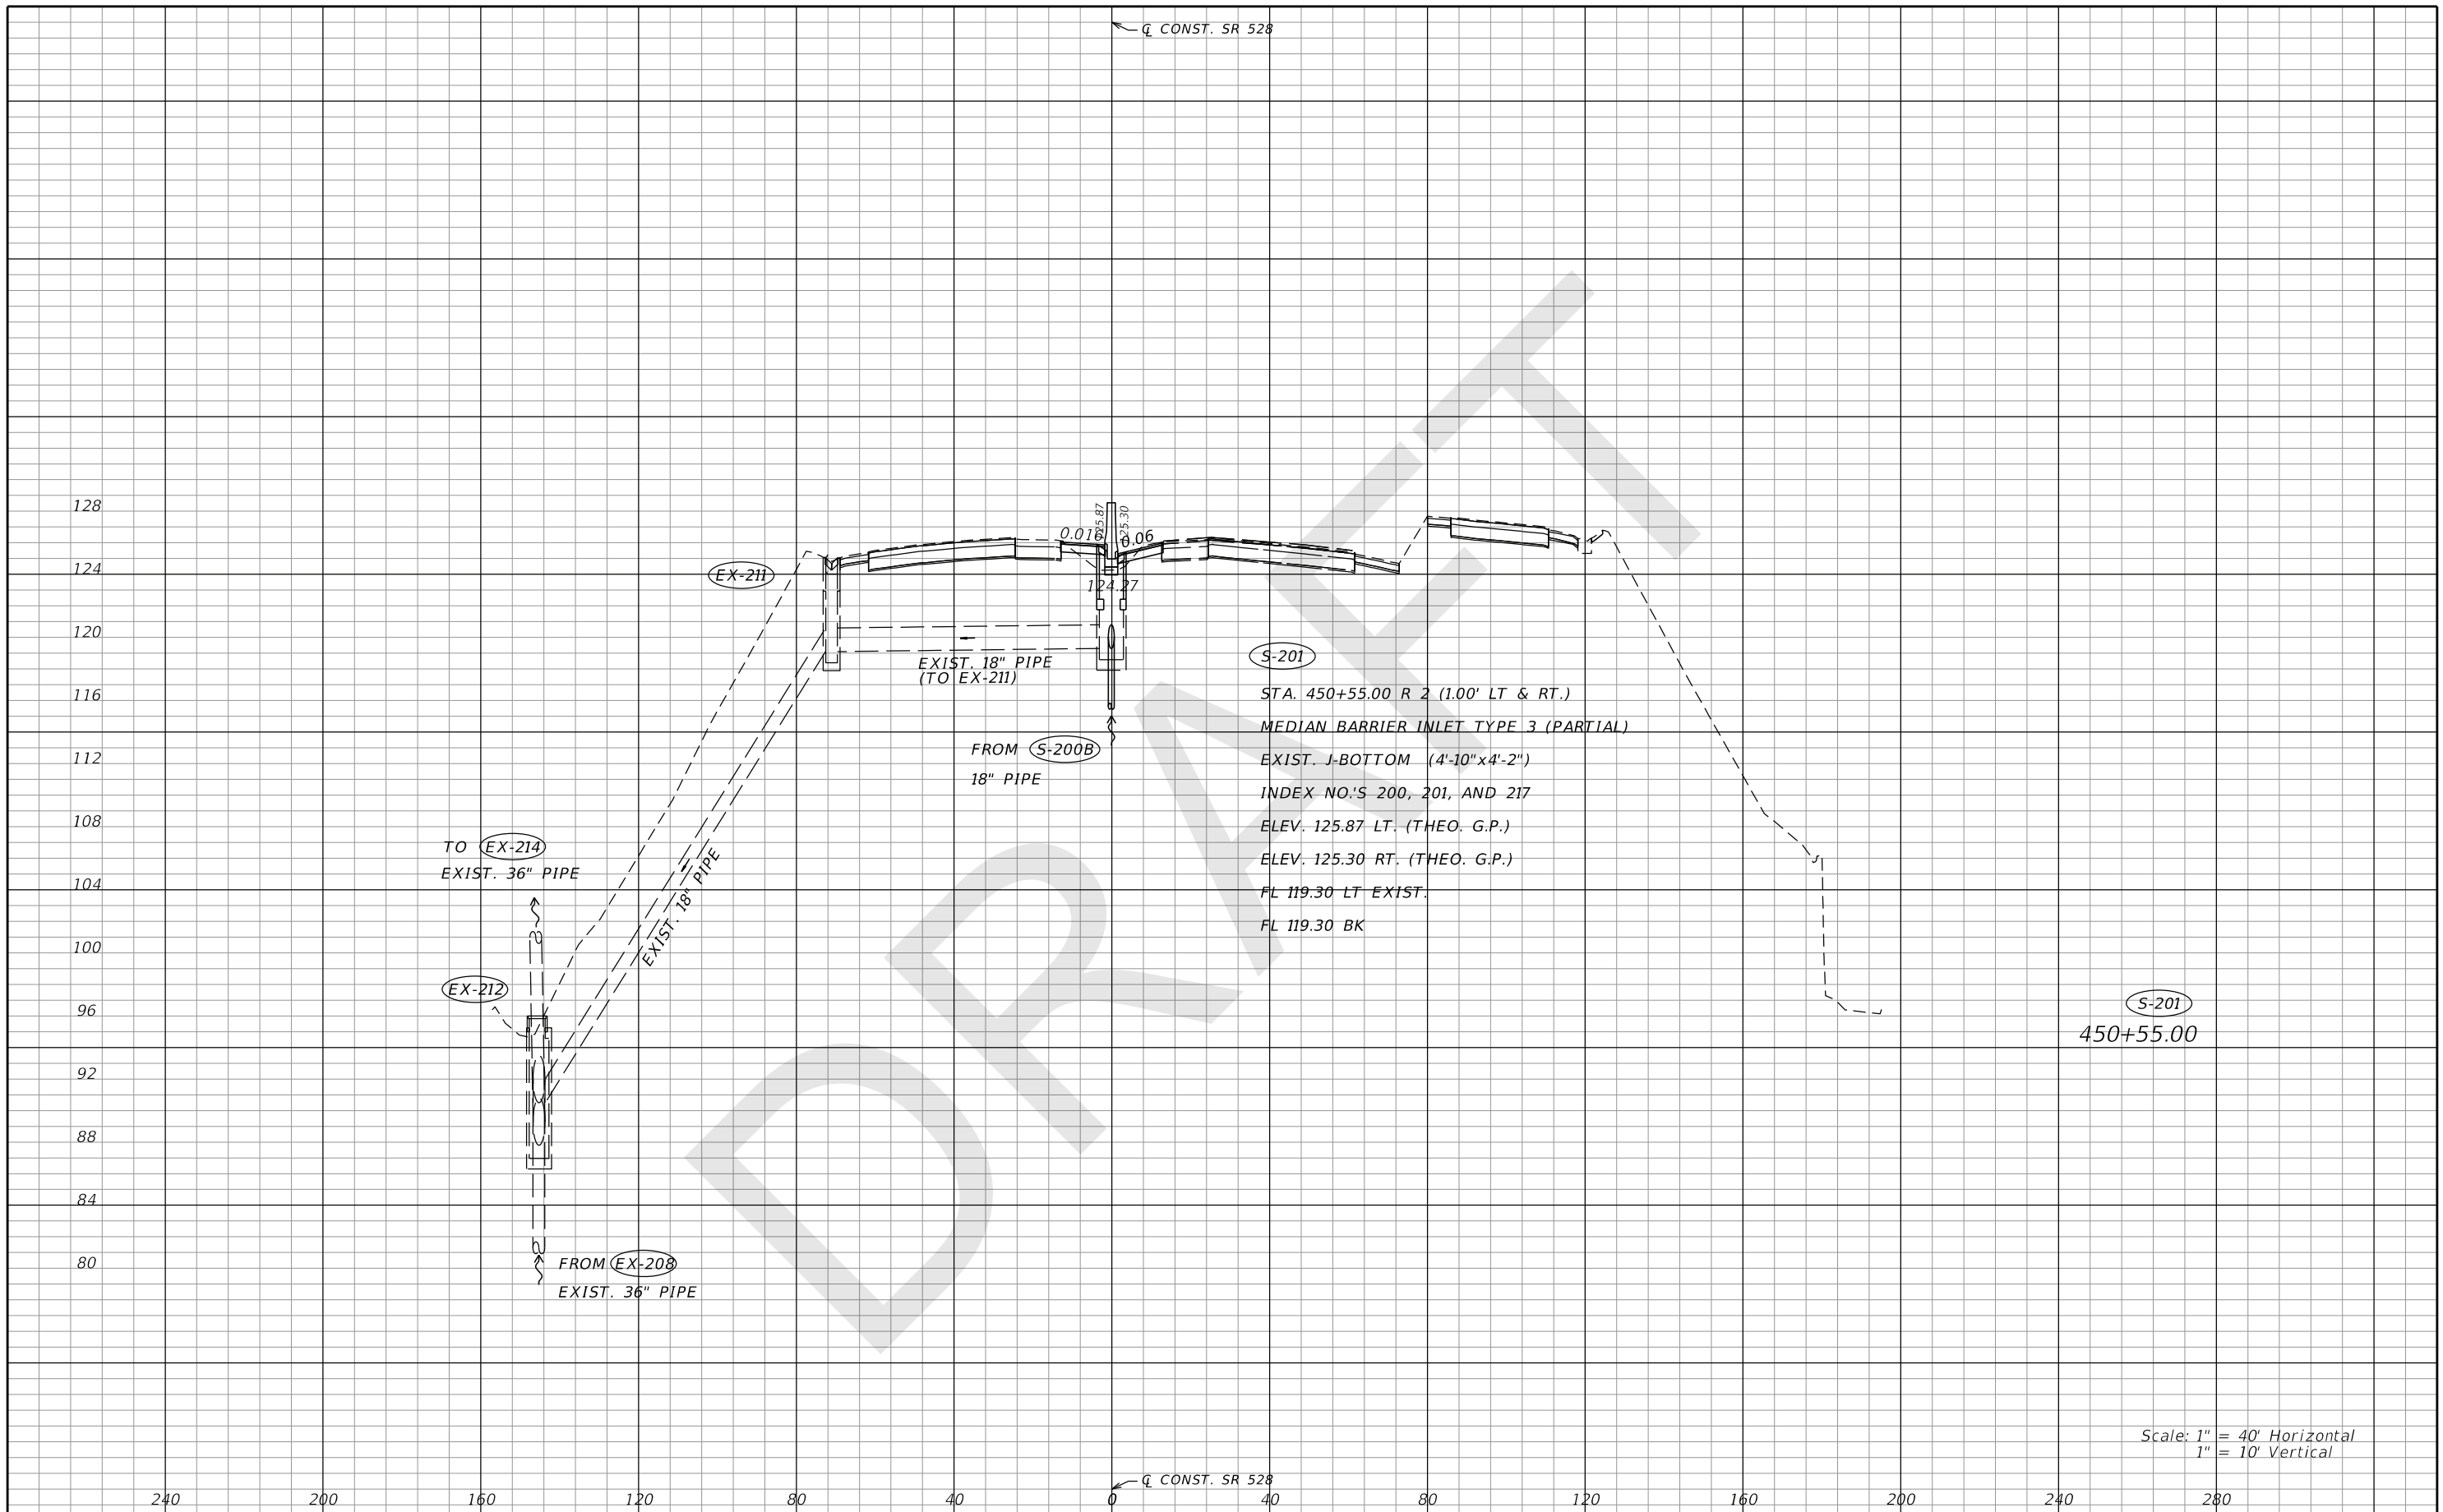 ℄ CONST. SR 528
128
125.87
125.30
0.016
0.06
124
EX-211
124.27
120
EXIST. 18" PIPE
(TO EX-211)
S-201
116
STA. 450+55.00 R 2 (1.00' LT & RT.)
MEDIAN BARRIER INLET TYPE 3 (PARTIAL)
FROM S-200B
112
EXIST. J-BOTTOM (4'-10"x4'-2")
18" PIPE
INDEX NO.'S 200, 201, AND 217
108
ELEV. 125.87 LT. (THEO. G.P.)
TO EX-214
ELEV. 125.30 RT. (THEO. G.P.)
EXIST. 36" PIPE
104
EXIST. 18" PIPE
FL 119.30 LT EXIST.
FL 119.30 BK
100
EX-212
96
S-201
450+55.00
92
88
84
80
FROM EX-208
EXIST. 36" PIPE
DRAFT
Scale: 1" = 40' Horizontal
1" = 10' Vertical
℄ CONST. SR 528
240 200 160 120 80 40 0 40 80 120 160 200 240 280